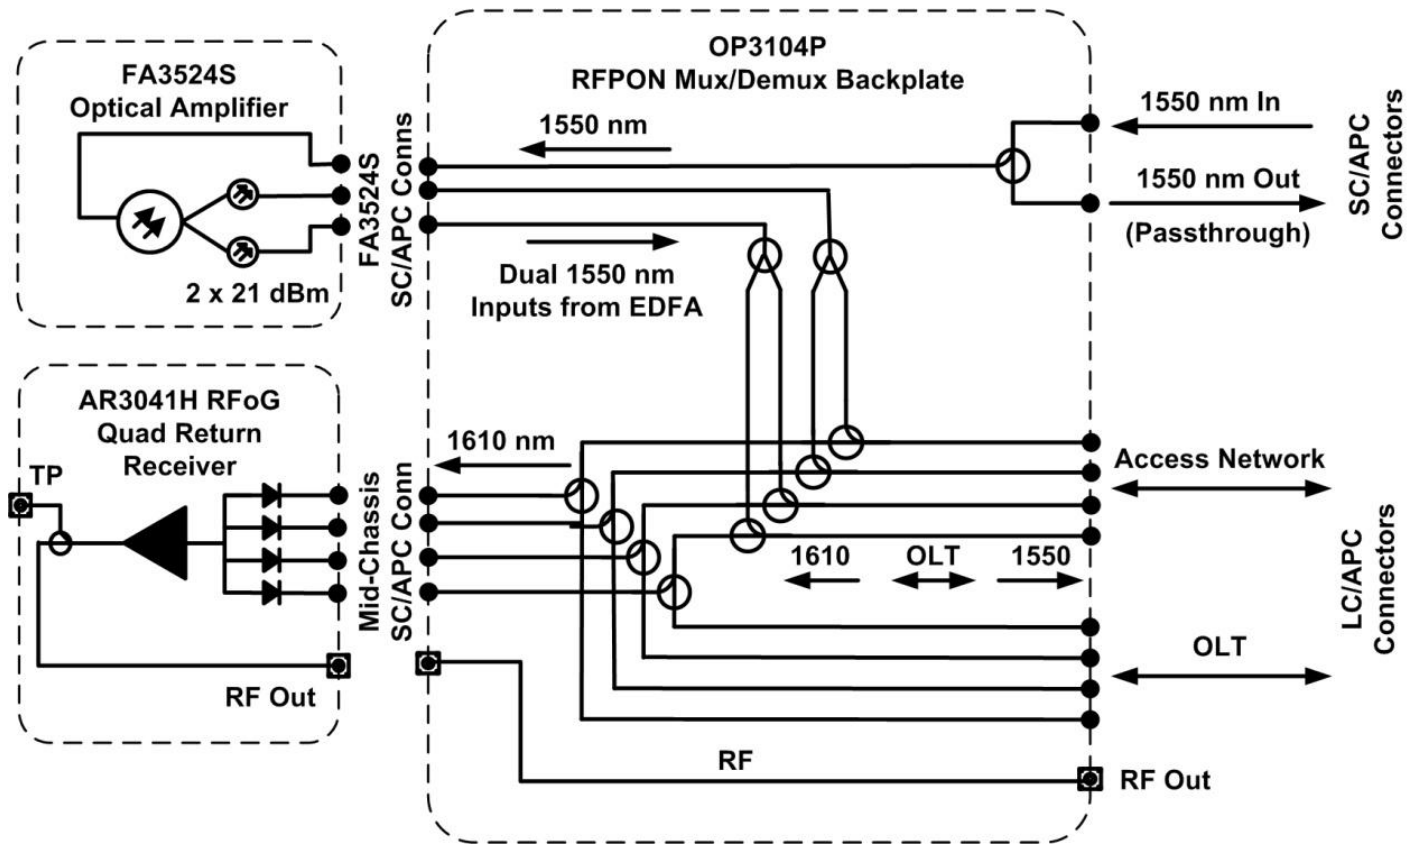 FA3524S
Optical Amplifier
2 x 21 dBm
FA3524S
SC/APC Conns
OP3104P
RFPON Mux/Demux Backplate
1550 nm
Dual 1550 nm
Inputs from EDFA
1550 nm In
1550 nm Out
(Passthrough)
SC/APC
Connectors
AR3041H RFoG
Quad Return
Receiver
TP
RF Out
Mid-Chassis
SC/APC Conn
1610 nm
1610
OLT
1550
Access Network
OLT
LC/APC
Connectors
RF
RF Out